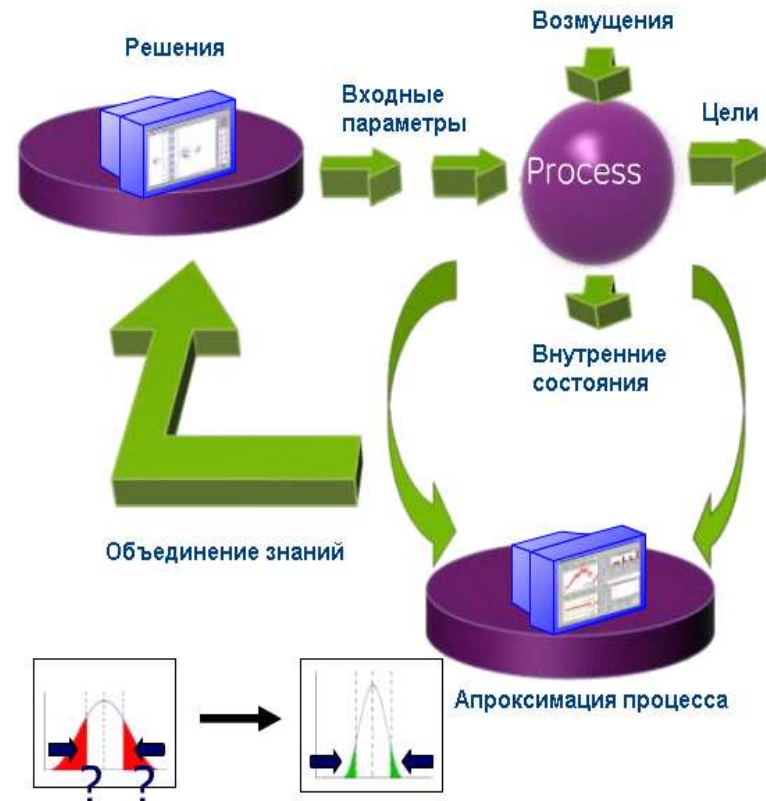 Возмущения
Решения
Входные
параметры
Цели
Process
Внутренние
состояния
Объединение знаний
Апроксимация процесса
? ?